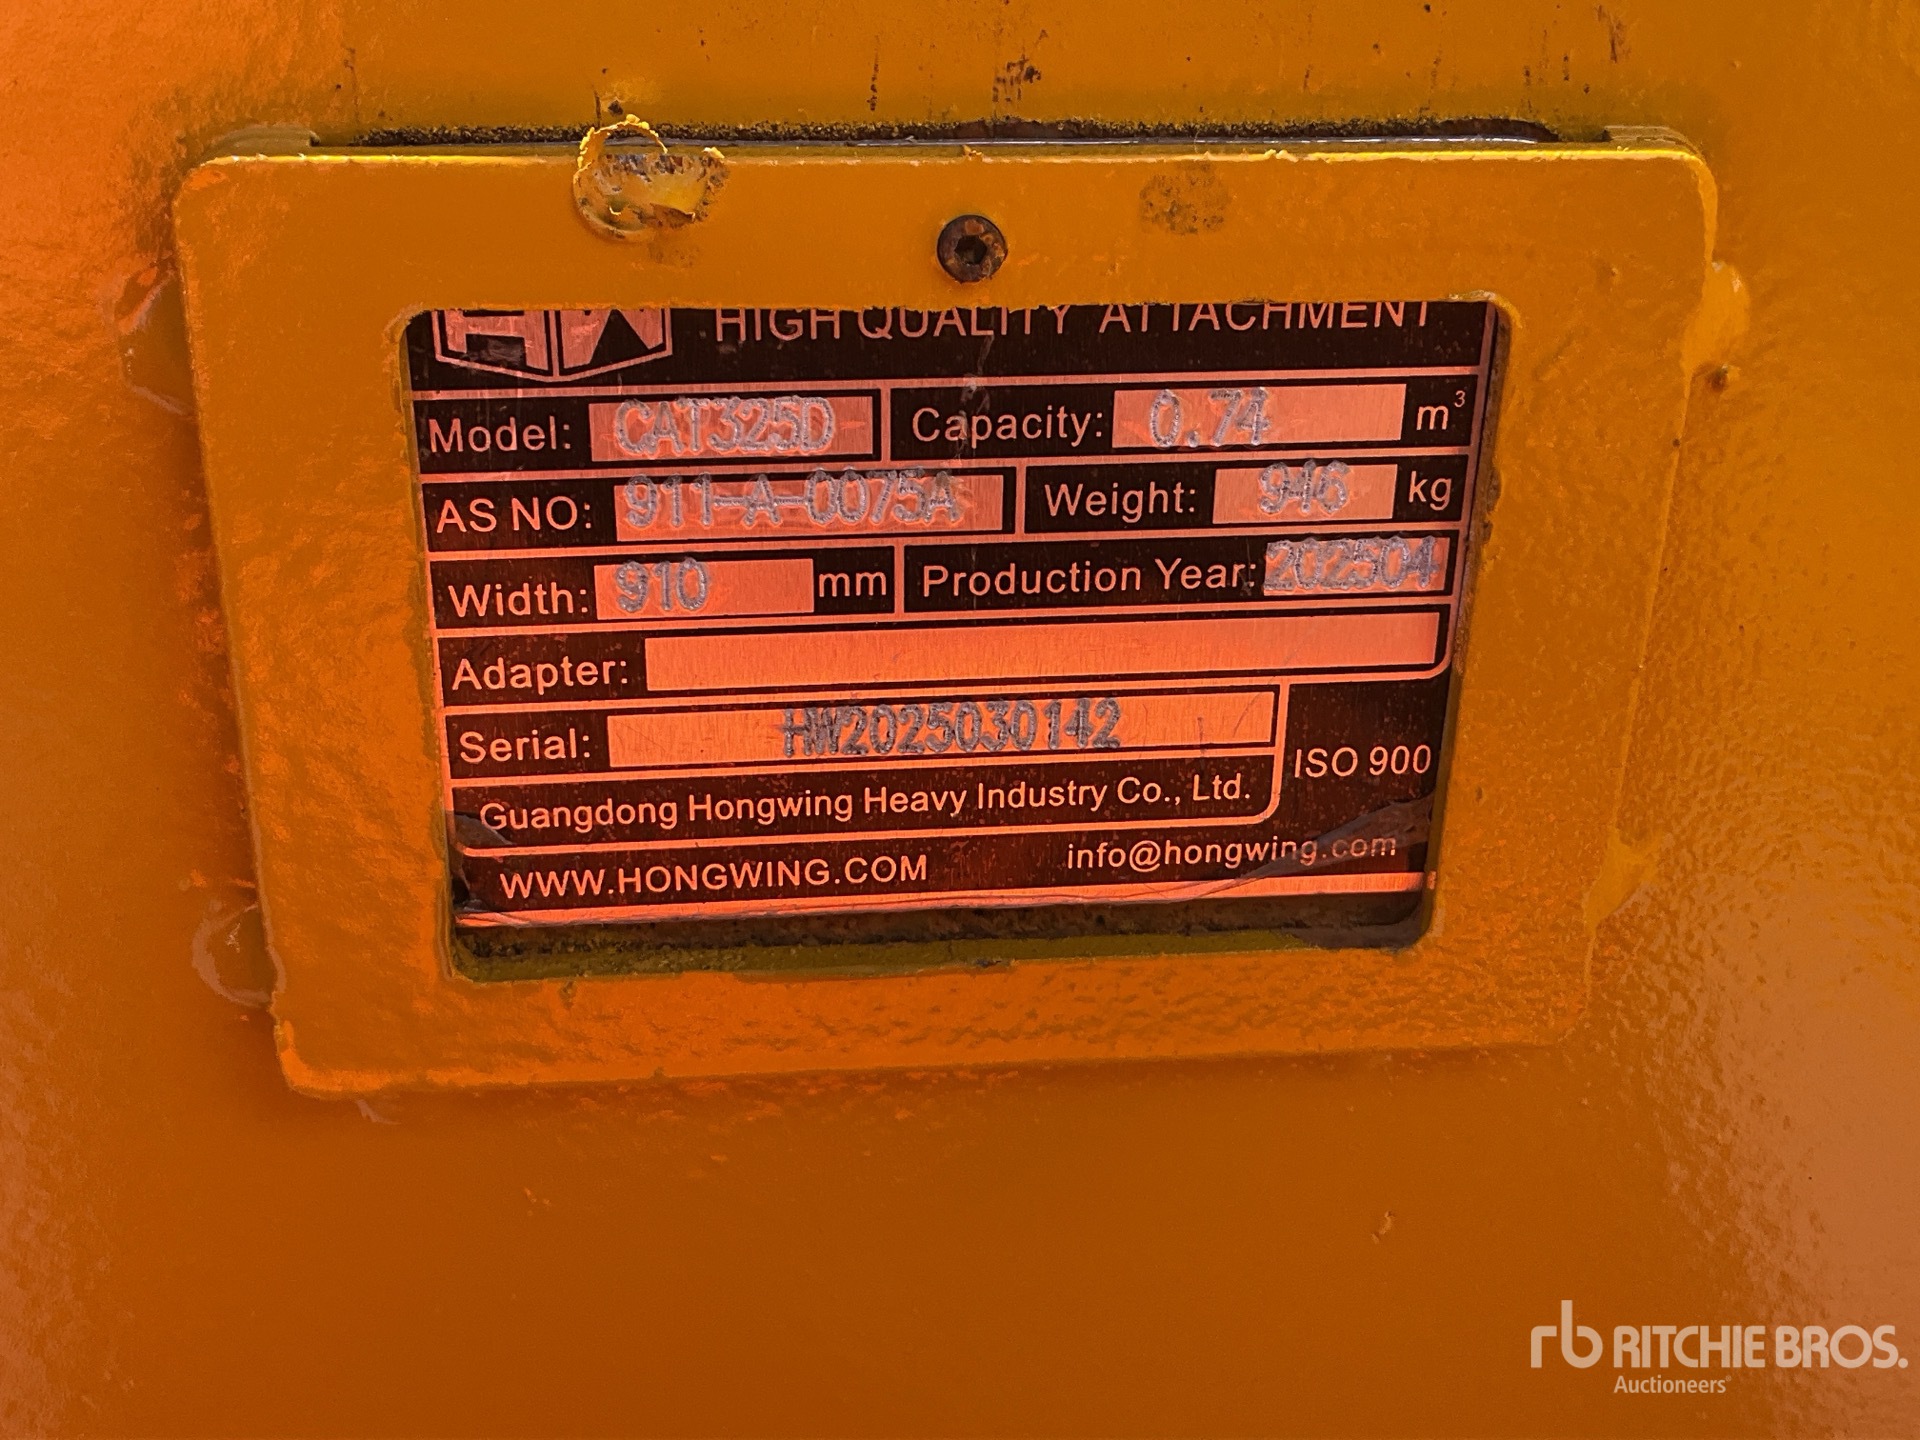 HW HIGH QUALITY ATTACHMENT
Model: CAT325D Capacity: 0.74 m³
AS NO: 911-A-0075A Weight: 946 kg
Width: 910 mm Production Year: 202504
Adapter:
Serial: HW2025030142
ISO 900
Guangdong Hongwing Heavy Industry Co., Ltd.
WWW.HONGWING.COM info@hongwing.com
rb RITCHIE BROS.
Auctioneers